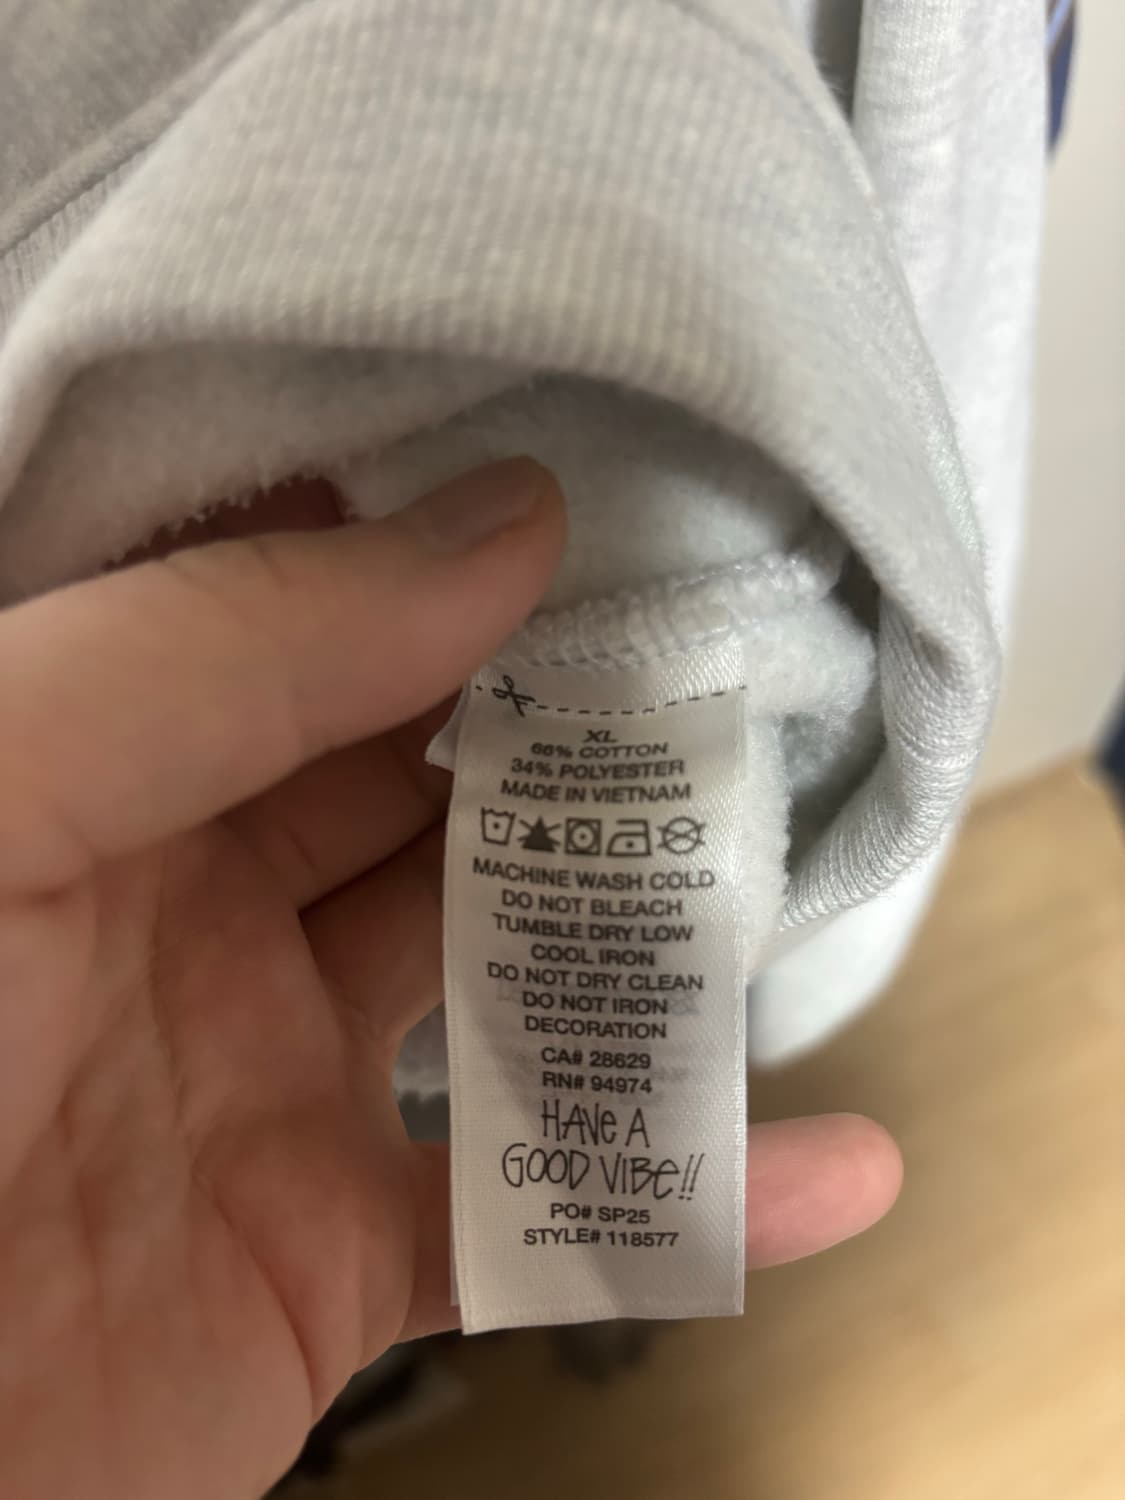 XL
66% COTTON
34% POLYESTER
MADE IN VIETNAM
MACHINE WASH COLD
DO NOT BLEACH
TUMBLE DRY LOW
COOL IRON
DO NOT DRY CLEAN
DO NOT IRON
DECORATION
CA# 28629
RN# 94974
HAVe A
GOOD VIBe!!
PO# SP25
STYLE# 118577